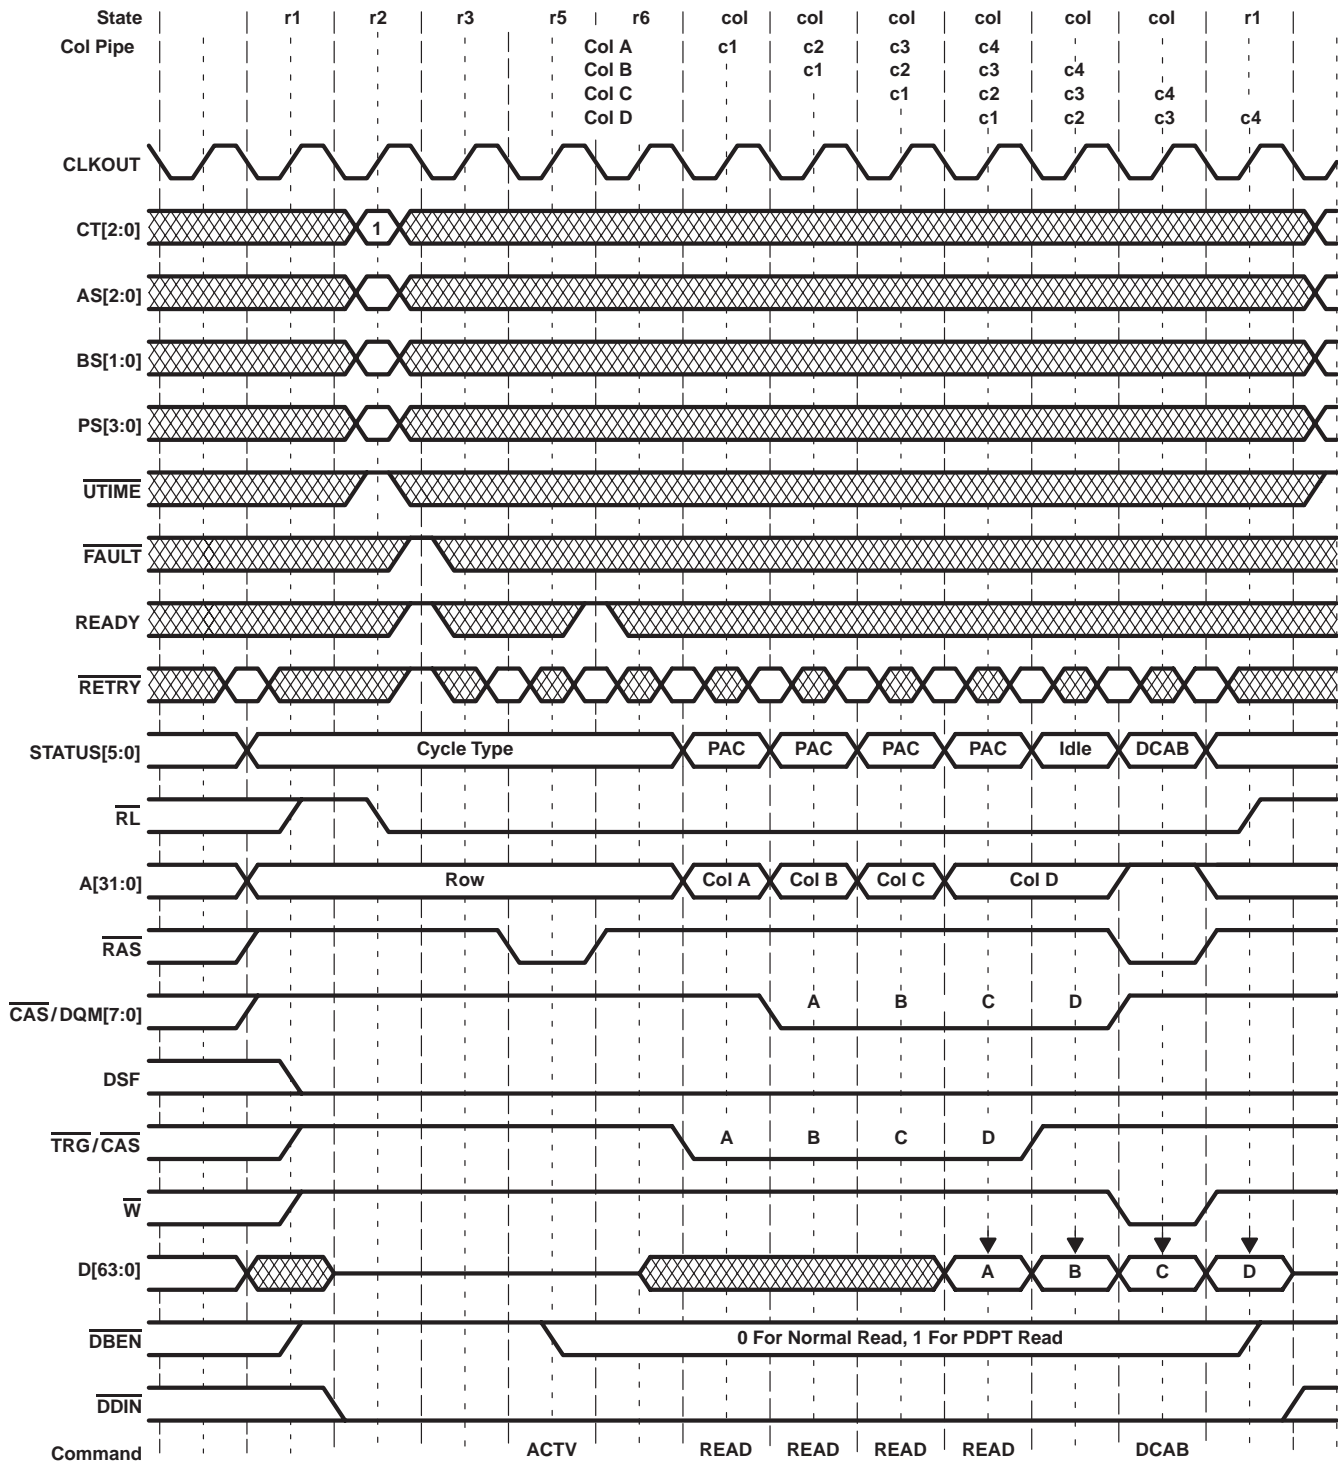 State r1 r2 r3 r5 r6 col col col col col col r1
Col Pipe Col A c1 c2 c3 c4
Col B c1 c2 c3 c4
Col C c1 c2 c3 c4
Col D c1 c2 c3 c4
CLKOUT
CT[2:0] 1
AS[2:0]
BS[1:0]
PS[3:0]
UTIME
FAULT
READY
RETRY
STATUS[5:0] Cycle Type PAC PAC PAC PAC Idle DCAB
RL
A[31:0] Row Col A Col B Col C Col D
RAS
CAS/DQM[7:0] A B C D
DSF
TRG/CAS A B C D
W
D[63:0] A B C D
DBEN 0 For Normal Read, 1 For PDPT Read
DDIN
Command ACTV READ READ READ READ DCAB